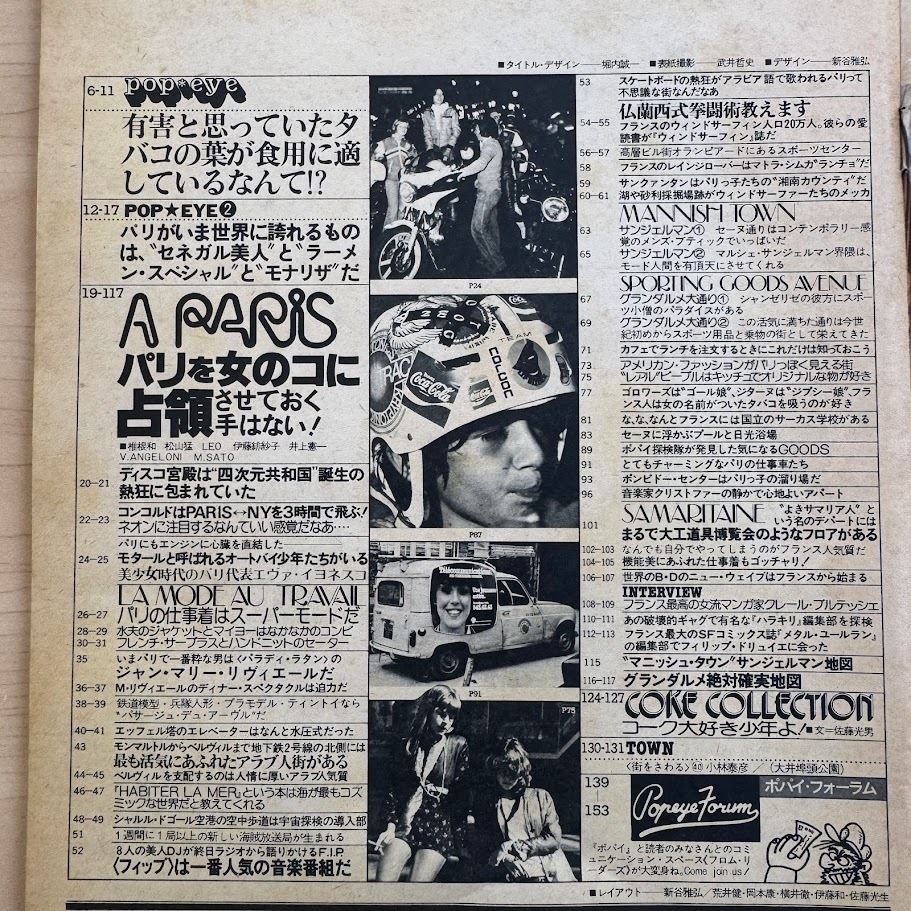 ■タイトル・デザイン――堀内誠一　■表紙撮影――武井哲史　■デザイン――新谷雅弘
6-11 pop*eye
有害と思っていたタ
バコの葉が食用に適
しているなんて!?
12-17 POP★EYE❷
パリがいま世界に誇れるもの
は、“セネガル美人”と“ラーメ
ン・スペシャル”と“モナリザ”だ
19-117
A PARIS
パリを女のコに
占領させておく
手はない!
■椎根和　松山猛　LEO　伊藤緋紗子　井上憲一
V.ANGELONI　M.SATO
20-21 ディスコ宮殿は“四次元共和国”誕生の
熱狂に包まれていた
22-23 コンコルドはPARIS↔NYを3時間で飛ぶ!
ネオンに注目するなんていい感覚だなあ……
パリにもエンジンに心臓を直結した
24-25 モタールと呼ばれるオートバイ少年たちがいる
美少女時代のパリ代表エヴァ・イヨネスコ
LA MODE AU TRAVAIL
26-27 パリの仕事着はスーパーモードだ
28-29 水夫のジャケットとマイヨーはなかなかのコンビ
30-31 フレンチ・サープラスとハンドニットのセーター
35 いまパリで一番粋な男は〈パラディ・ラタン〉の
ジャン・マリー・リヴィエールだ
36-37 M・リヴィエールのディナー・スペクタクルは迫力だ
38-39 鉄道模型・兵隊人形・プラモデル・ティントイなら
“パサージュ・デュ・アーヴル”だ
40-41 エッフェル塔のエレベーターはなんと水圧式だった
43 モンマルトルからベルヴィルまで地下鉄2号線の北側には
最も活気にあふれたアラブ人街がある
44-45 ベルヴィルを支配するのは人情に厚いアラブ人気質
46-47 『HABITER LA MER』という本は海が最もコズ
ミックな世界だと教えてくれる
48-49 シャルル・ドゴール空港の空中歩道は宇宙探検の導入部
51 1週間に1局以上の新しい海賊放送局が生まれる
52 8人の美人DJが終日ラジオから語りかけるF.I.P.
〈フィップ〉は一番人気の音楽番組だ
P24
TEAM
norton
Coca-Cola
P87
P91
P75
53 スケートボードの熱狂がアラビア語で歌われるパリって
不思議な街なんだなあ
仏蘭西式拳闘術教えます
54-55 フランスのウィンドサーフィン人口20万人。彼らの愛
読書が『ウィンドサーフィン』誌だ
56-57 高層ビル街オランピアードにあるスポーツセンター
58 フランスのレインジローバーはマトラ・シムガ“ランチョ”だ
59 サンクァンタンはパリっ子たちの“湘南カウンティ”だ
60-61 湖や砂利採掘場跡がウィンドサーファーたちのメッカ
MANNISH TOWN
63 サンジェルマン① セーヌ通りはコンテンポラリー感
覚のメンズ・ブティックでいっぱいだ
65 サンジェルマン② マルシェ・サンジェルマン界隈は、
モード人間を有頂天にさせてくれる
SPORTING GOODS AVENUE
67 グランダルメ大通り① シャンゼリゼの彼方にスポー
ツ小僧のパラダイスがある
69 グランダルメ大通り② この活気に満ちた通りは今世
紀初めからスポーツ用品と乗物の街として栄えてきた
71 カフェでランチを注文するときにこれだけは知っておこう
73 アメリカン・ファッションがパリっぽく見える街
75 “レアル”ピープルはキッチュでオリジナルな物が好き
77 ゴロワーズは“ゴール娘”、ジターヌは“ジプシー娘”、フ
ランス人は女の名前がついたタバコを吸うのが好き
81 な、な、なんとフランスには国立のサーカス学校がある
83 セーヌに浮かぶプールと日光浴場
89 ポパイ探検隊が発見した気になるGOODS
91 とてもチャーミングなパリの仕事車たち
93 ポンピドー・センターはパリっ子の溜り場だ
96 音楽家クリストファーの静かで心地よいアパート
101 SAMARITAINE “よきサマリア人”と
いう名のデパートには
まるで大工道具博覧会のようなフロアがある
102-103 なんでも自分でやってしまうのがフランス人気質だ
104-105 機能美にあふれた仕事着もゴッチャリ!
106-107 世界のB・Dのニュー・ウェイブはフランスから始まる
INTERVIEW
108-109 フランス最高の女流マンガ家クレール・ブルテッシェ
110-111 あの破壊的ギャグで有名な『ハラキリ』編集部を探検
112-113 フランス最大のSFコミックス誌『メタル・ユールラン』
の編集部でフィリップ・ドリュイエに会った
115 “マニッシュ・タウン”サンジェルマン地図
116-117 グランダルメ絶対確実地図
124-127 COKE COLLECTION
コーク大好き少年よ!■文＝佐藤光男
130-131 TOWN
〈街をさわる〉㊵ 小林泰彦／〈大井埠頭公園〉
139
153
Popeye Forum
ポパイ・フォーラム
『ポパイ』と読者のみなさんとのコミ
ュニケーション・スペース〈フロム・リ
ーダーズ〉が大変身ね。Come join us!
■レイアウト――新谷雅弘／荒井健・岡本康・横井徹・伊藤和・佐藤光生